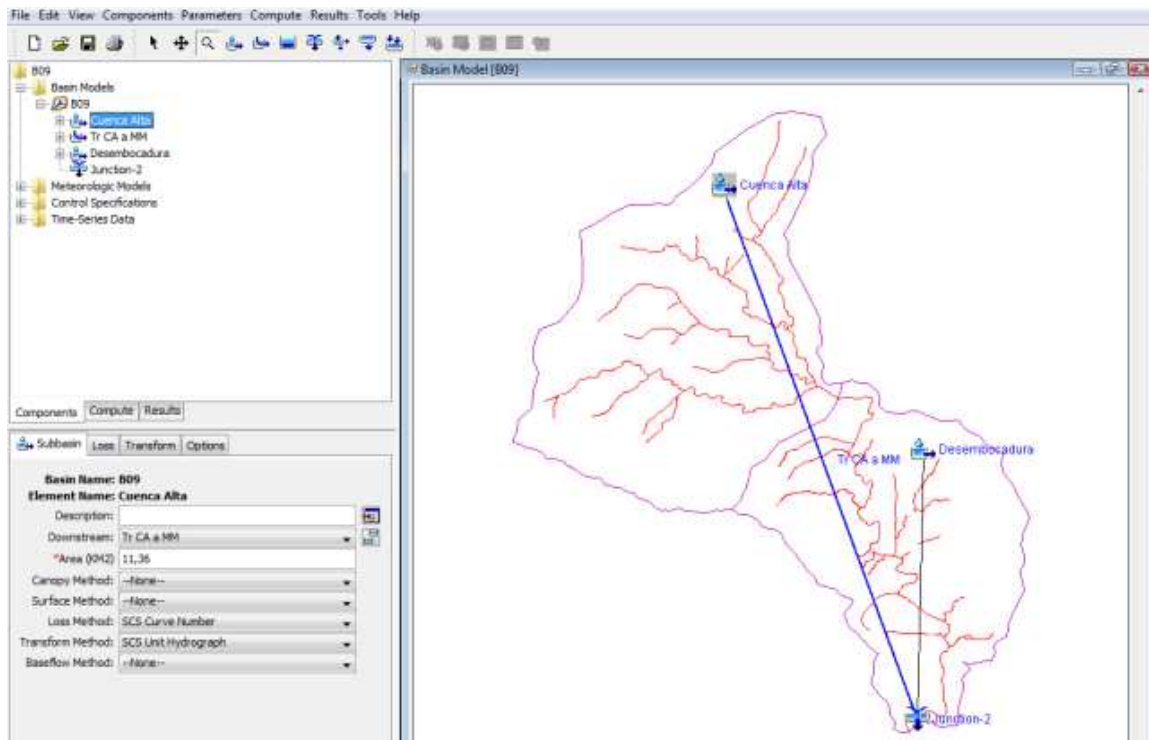 File Edit View Components Parameters Compute Results Tools Help
B09
Basin Models
B09
Cuenca Alta
Tr CA a MM
Desembocadura
Junction-2
Meteorologic Models
Control Specifications
Time-Series Data
Components Compute Results
Subbasin Loss Transform Options
Basin Name: B09
Element Name: Cuenca Alta
Description:
Downstream: Tr CA a MM
*Area (KM2) 11,36
Canopy Method: --None--
Surface Method: --None--
Loss Method: SCS Curve Number
Transform Method: SCS Unit Hydrograph
Baseflow Method: --None--
Basin Model [B09]
Cuenca Alta
Tr CA a MM
Desembocadura
Junction-2